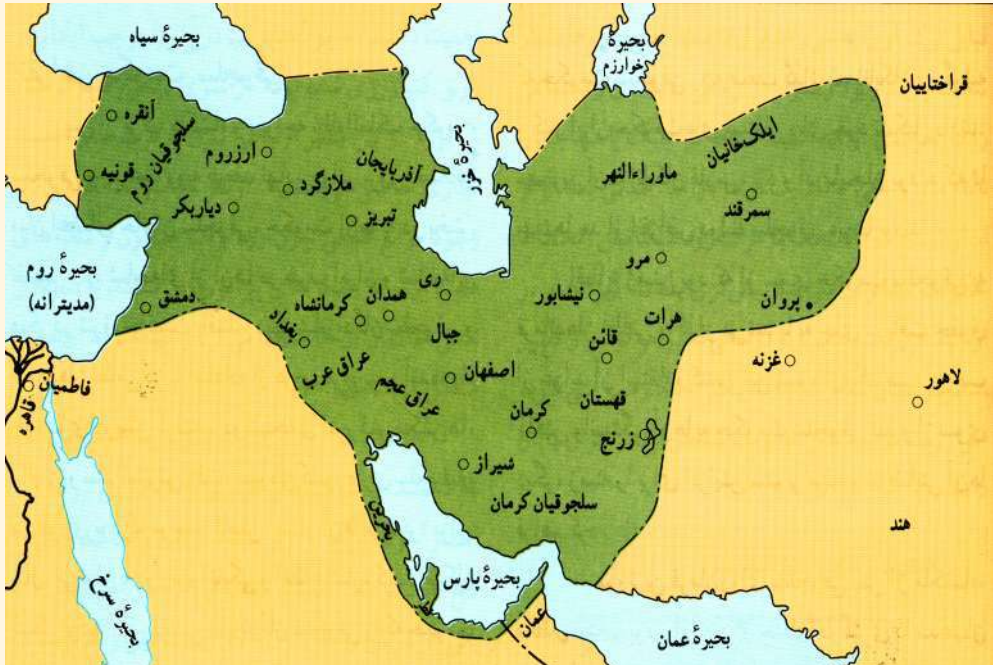 بحیرهٔ سیاه
بحیرهٔ
خوارزم
قراختاییان
آنقره
سلجوقیان روم
قونیه
ارزروم
ملازگرد
دیاربکر
آذربایجان
تبریز
بحیرهٔ خزر
ایلک‌خانیان
ماوراءالنهر
سمرقند
مرو
بحیرهٔ روم
(مدیترانه)
دمشق
بغداد
کرمانشاه
همدان
ری
جبال
نیشابور
هرات
پروان
قائن
غزنه
لاهور
فاطمیان
قاهره
عراق عرب
عراق عجم
اصفهان
کرمان
قهستان
زرنج
شیراز
سلجوقیان کرمان
هند
بحرین
بحیرهٔ پارس
قطر
عمان
بحیرهٔ عمان
بحیرهٔ سرخ